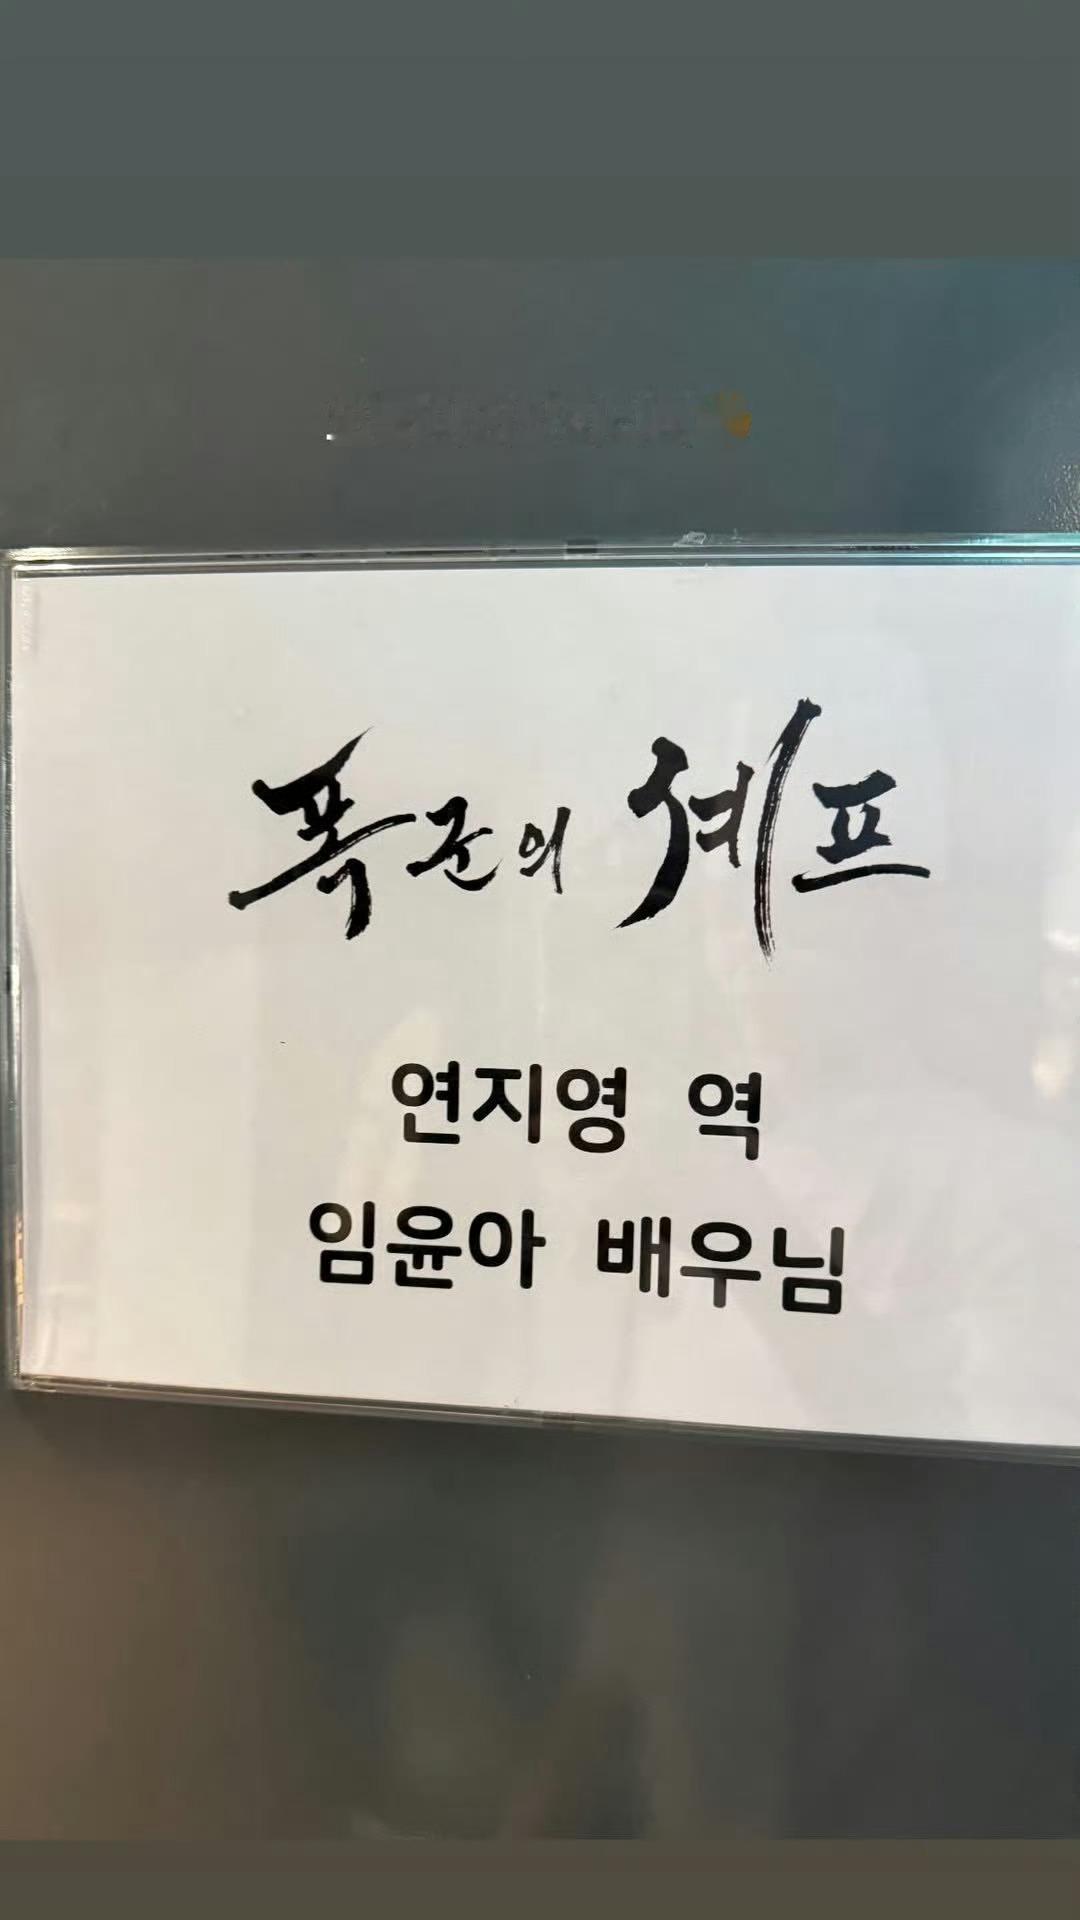 폭군의 셰프
연지영 역
임윤아 배우님